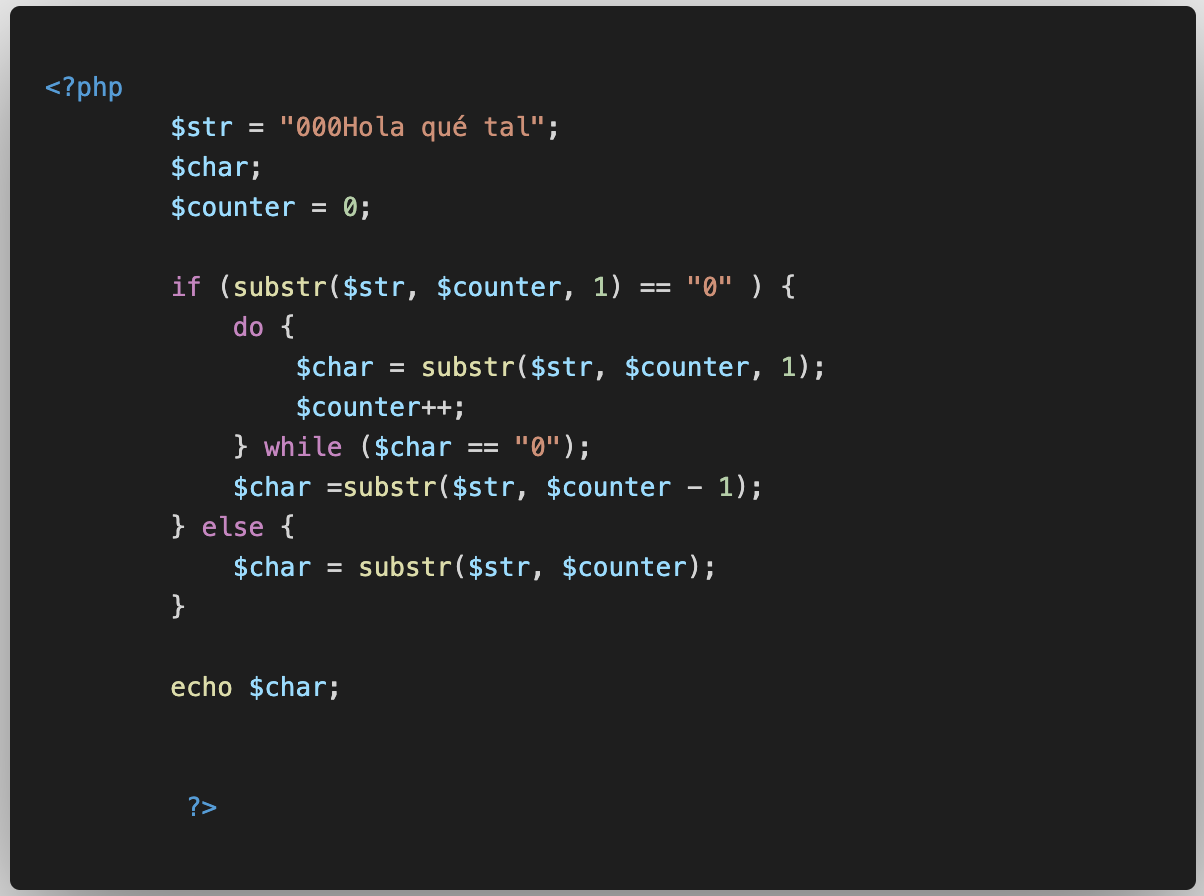 <?php
$str = "000Hola qué tal";
$char;
$counter = 0;
if (substr($str, $counter, 1) == "0" ) {
do {
$char = substr($str, $counter, 1);
$counter++;
} while ($char == "0");
$char =substr($str, $counter - 1);
} else {
$char = substr($str, $counter);
}
echo $char;
?>